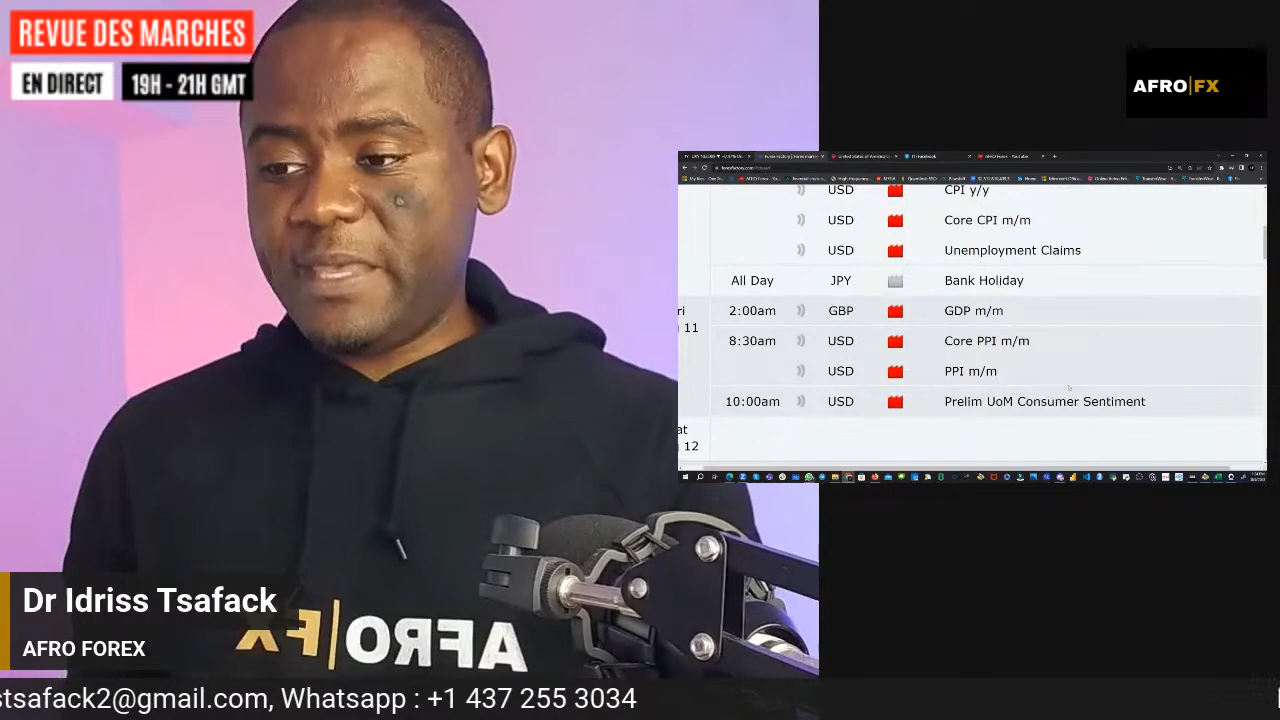 REVUE DES MARCHES
EN DIRECT 19H - 21H GMT
AFRO|FX
USD CPI y/y
USD Core CPI m/m
USD Unemployment Claims
All Day JPY Bank Holiday
2:00am GBP GDP m/m
11
8:30am USD Core PPI m/m
USD PPI m/m
10:00am USD Prelim UoM Consumer Sentiment
12
Dr Idriss Tsafack
AFRO FOREX
AFRO|FX
stsafack2@gmail.com, Whatsapp : +1 437 255 3034